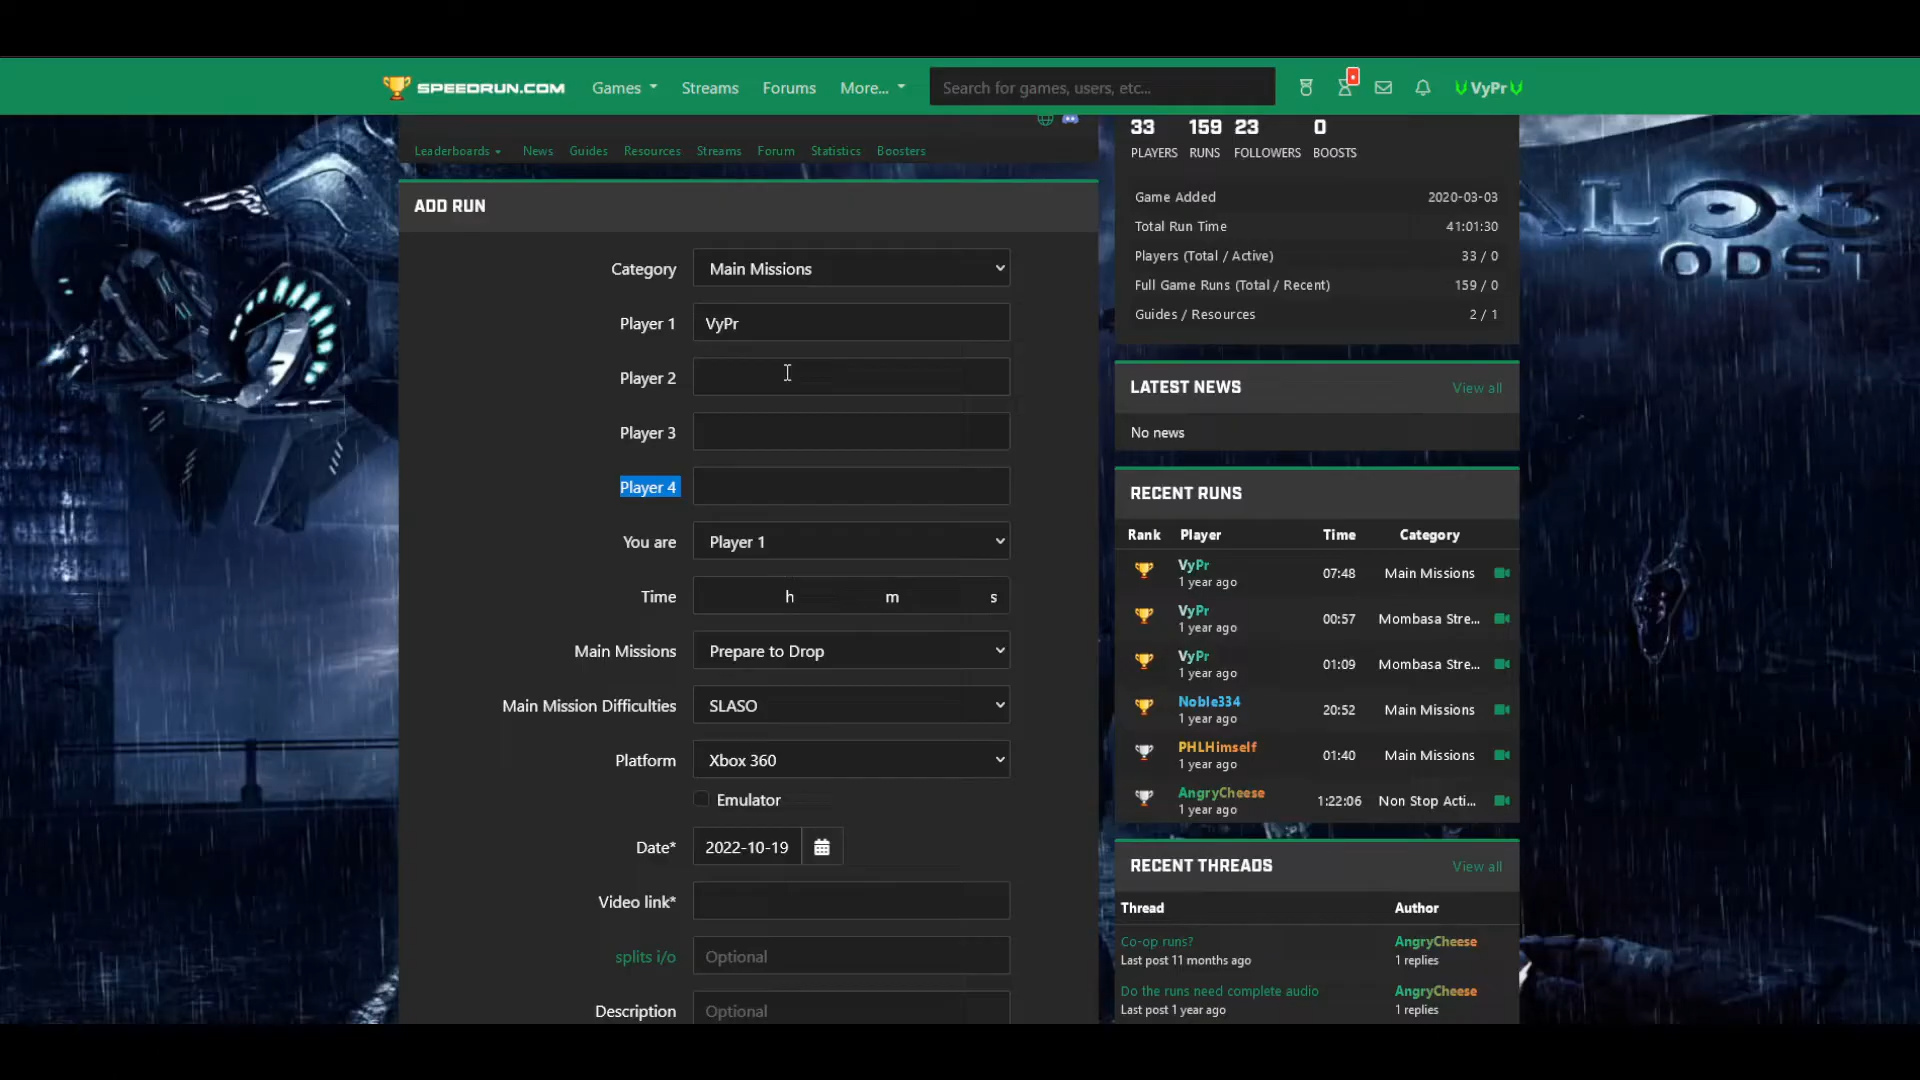 SPEEDRUN.COM Games Streams Forums More... Search for games, users, etc... VyPr
Leaderboards News Guides Resources Streams Forum Statistics Boosters
ADD RUN
Category Main Missions
Player 1 VyPr
Player 2
Player 3
Player 4
You are Player 1
Time h m s
Main Missions Prepare to Drop
Main Mission Difficulties SLASO
Platform Xbox 360
Emulator
Date* 2022-10-19
Video link*
splits i/o Optional
Description Optional
33 159 23 0
PLAYERS RUNS FOLLOWERS BOOSTS
Game Added 2020-03-03
Total Run Time 41:01:30
Players (Total / Active) 33 / 0
Full Game Runs (Total / Recent) 159 / 0
Guides / Resources 2 / 1
LATEST NEWS View all
No news
RECENT RUNS
Rank Player Time Category
VyPr 07:48 Main Missions
1 year ago
VyPr 00:57 Mombasa Stre...
1 year ago
VyPr 01:09 Mombasa Stre...
1 year ago
Noble334 20:52 Main Missions
1 year ago
PHLHimself 01:40 Main Missions
1 year ago
AngryCheese 1:22:06 Non Stop Acti...
1 year ago
RECENT THREADS View all
Thread Author
Co-op runs? AngryCheese
Last post 11 months ago 1 replies
Do the runs need complete audio AngryCheese
Last post 1 year ago 1 replies
ALO 3
ODST